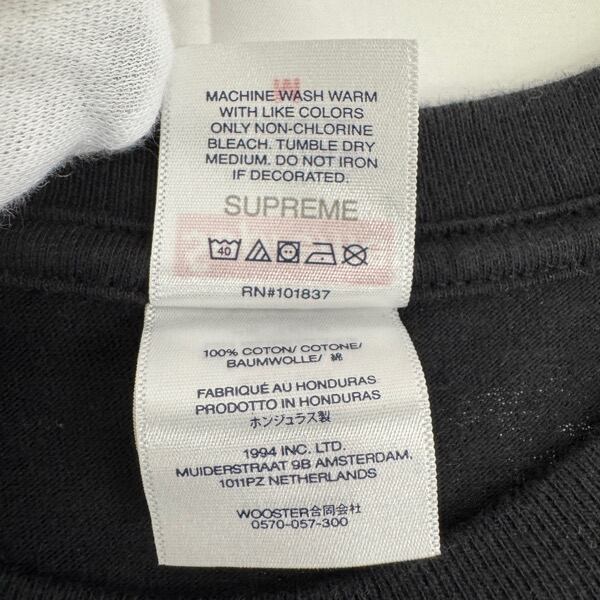 MACHINE WASH WARM
WITH LIKE COLORS
ONLY NON-CHLORINE
BLEACH. TUMBLE DRY
MEDIUM. DO NOT IRON
IF DECORATED.
SUPREME
40
RN#101837
100% COTON/ COTONE/
BAUMWOLLE/ 綿
FABRIQUÉ AU HONDURAS
PRODOTTO IN HONDURAS
ホンジュラス製
1994 INC. LTD.
MUIDERSTRAAT 9B AMSTERDAM,
1011PZ NETHERLANDS
WOOSTER合同会社
0570-057-300